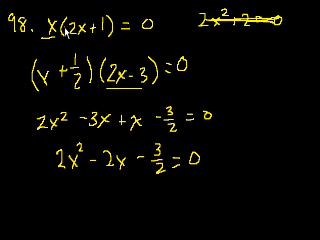 98. x(2x+1) = 0
2x²+2=0
(x + 1/2)(2x-3)=0
2x² -3x + x - 3/2 = 0
2x² - 2x - 3/2 = 0